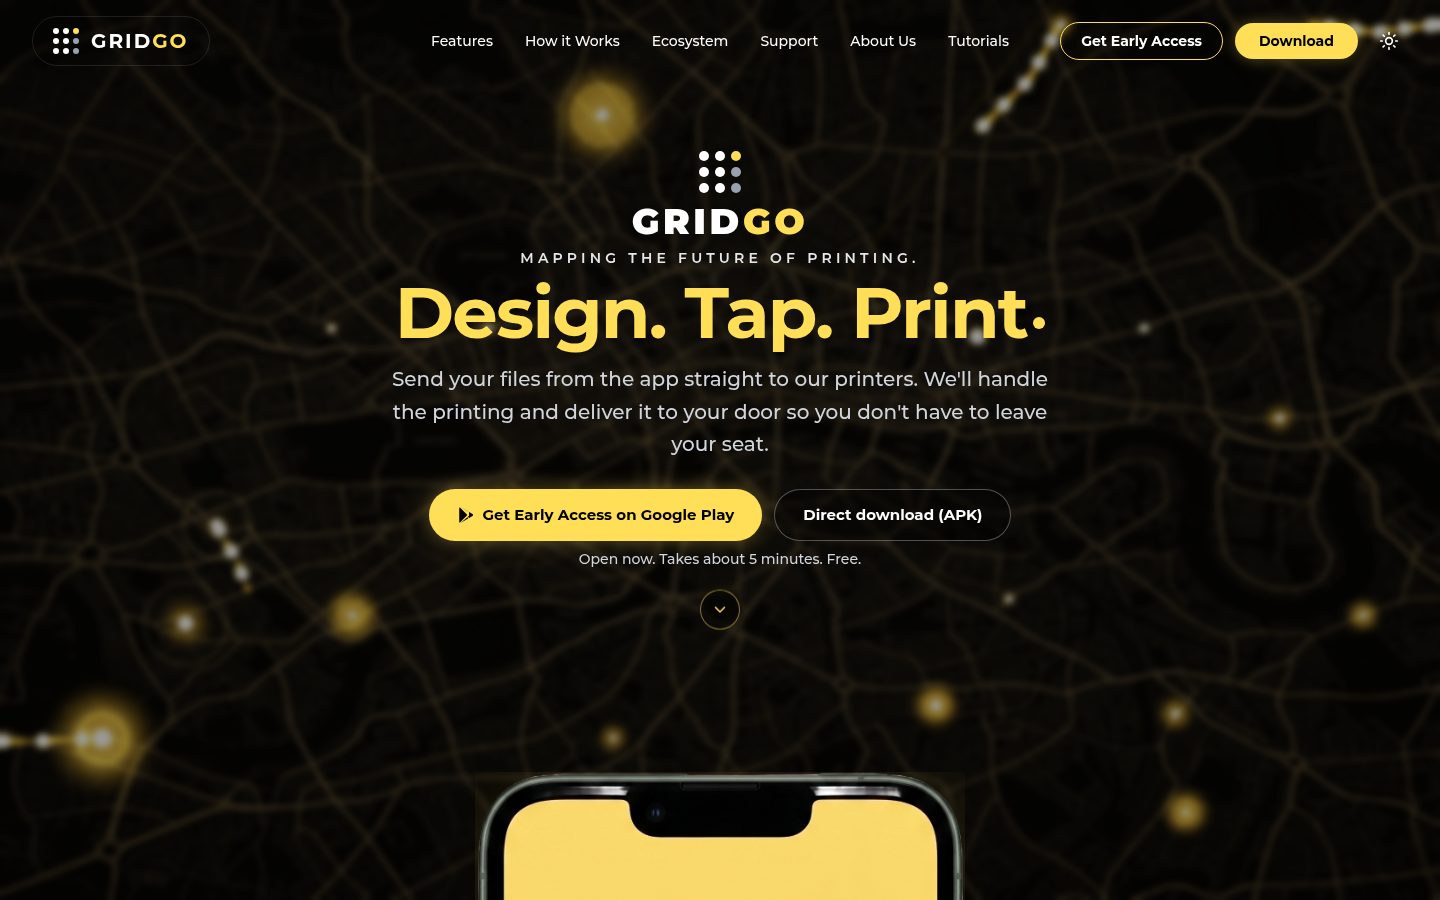 GRIDGO
Features
How it Works
Ecosystem
Support
About Us
Tutorials
Get Early Access
Download
GRIDGO
MAPPING THE FUTURE OF PRINTING.
Design. Tap. Print.
Send your files from the app straight to our printers. We'll handle
the printing and deliver it to your door so you don't have to leave
your seat.
Get Early Access on Google Play
Direct download (APK)
Open now. Takes about 5 minutes. Free.